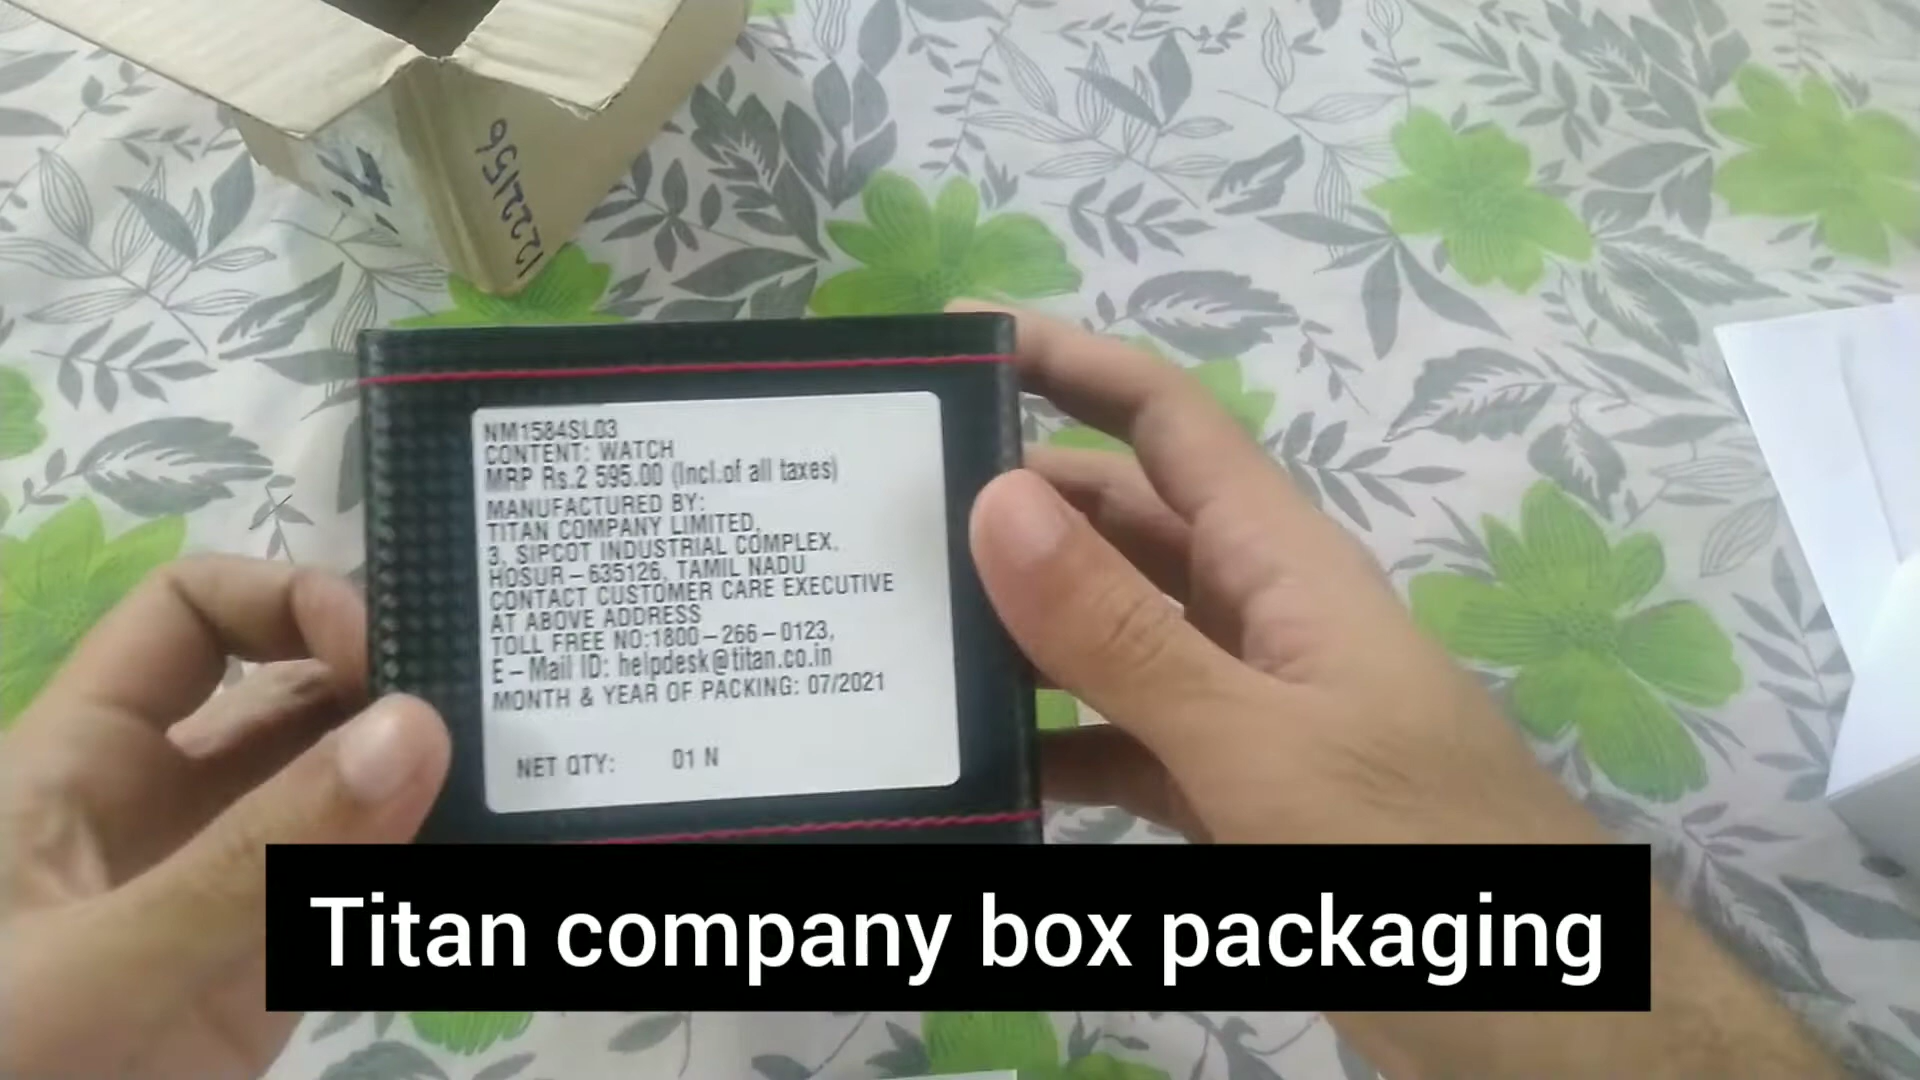 1222156
NM1584SL03
CONTENT: WATCH
MRP Rs.2 595.00 (Incl.of all taxes)
MANUFACTURED BY:
TITAN COMPANY LIMITED,
3, SIPCOT INDUSTRIAL COMPLEX,
HOSUR – 635126, TAMIL NADU
CONTACT CUSTOMER CARE EXECUTIVE
AT ABOVE ADDRESS
TOLL FREE NO:1800–266–0123,
E–Mail ID: helpdesk@titan.co.in
MONTH & YEAR OF PACKING: 07/2021
NET QTY: 01 N
Titan company box packaging